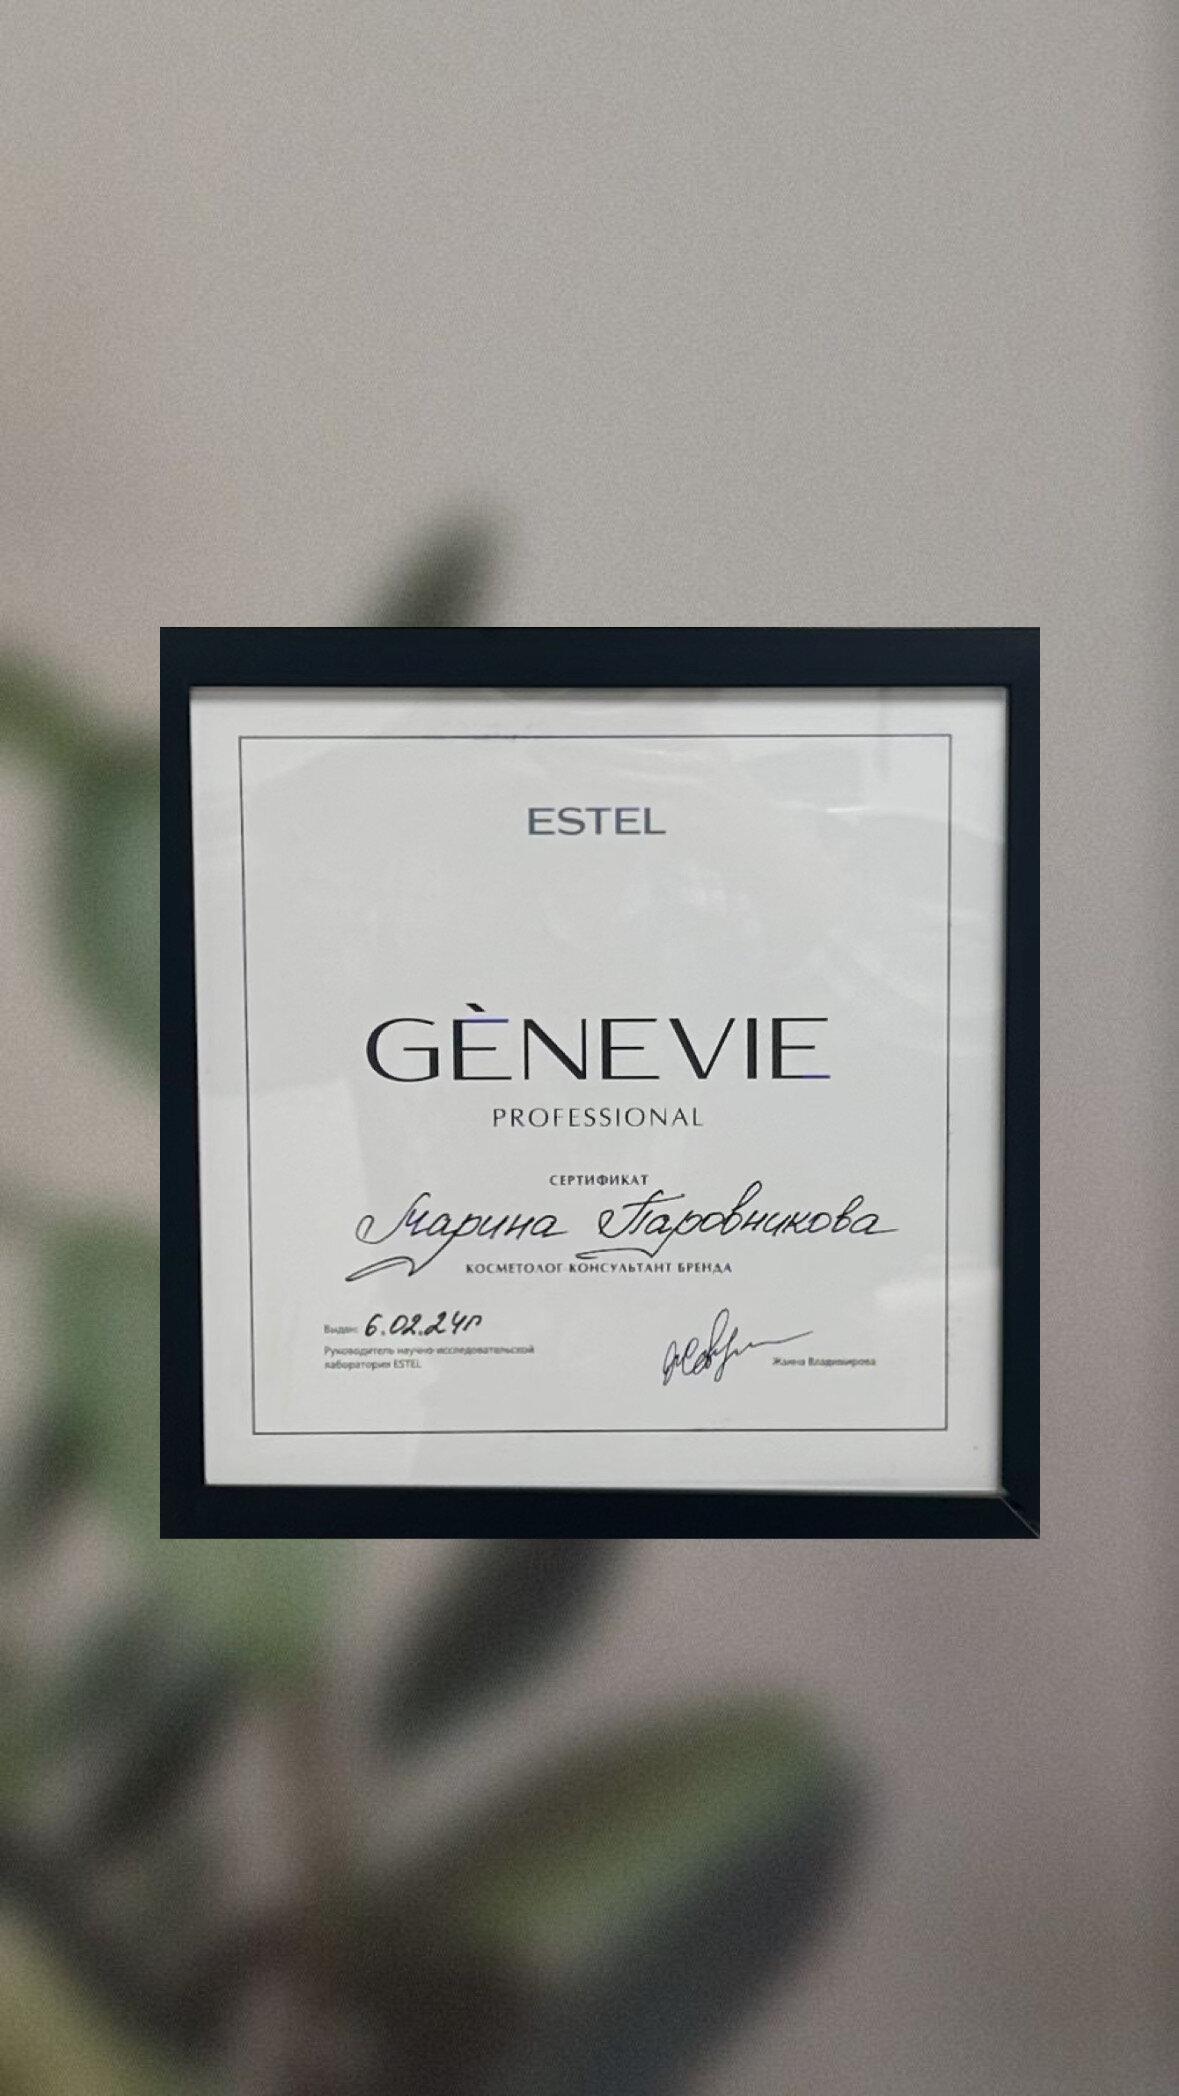 ESTEL
GÈNEVIE
PROFESSIONAL
СЕРТИФИКАТ
Марина Паровникова
КОСМЕТОЛОГ-КОНСУЛЬТАНТ БРЕНДА
Выдан: 6.02.24г
Руководитель научно-исследовательской
лаборатории ESTEL
Жанна Владимирова